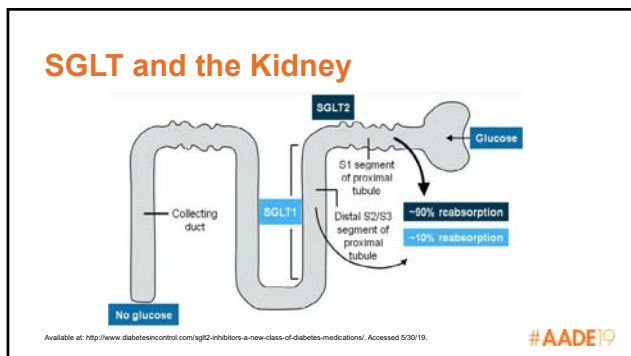 SGLT and the Kidney
SGLT2
Glucose
S1 segment
of proximal
tubule
SGLT1
Collecting
duct
Distal S2/S3
segment of
proximal
tubule
~90% reabsorption
~10% reabsorption
No glucose
Available at: http://www.diabetesincontrol.com/sglt2-inhibitors-a-new-class-of-diabetes-medications/. Accessed 5/30/19.
#AADE19